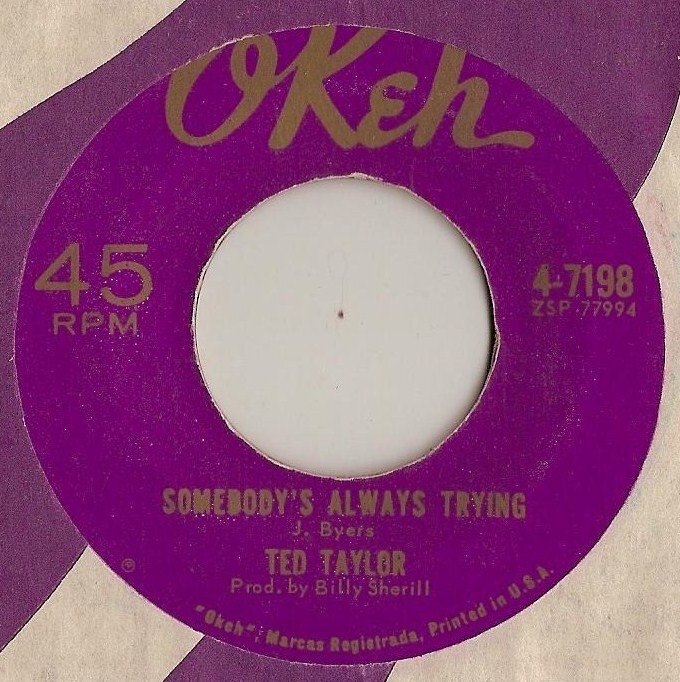 OKeh
45
RPM
4-7198
ZSP 77994
SOMEBODY'S ALWAYS TRYING
J. Byers
TED TAYLOR
Prod. by Billy Sherill
℗
"Okeh", Marcas Registrada, Printed in U.S.A.